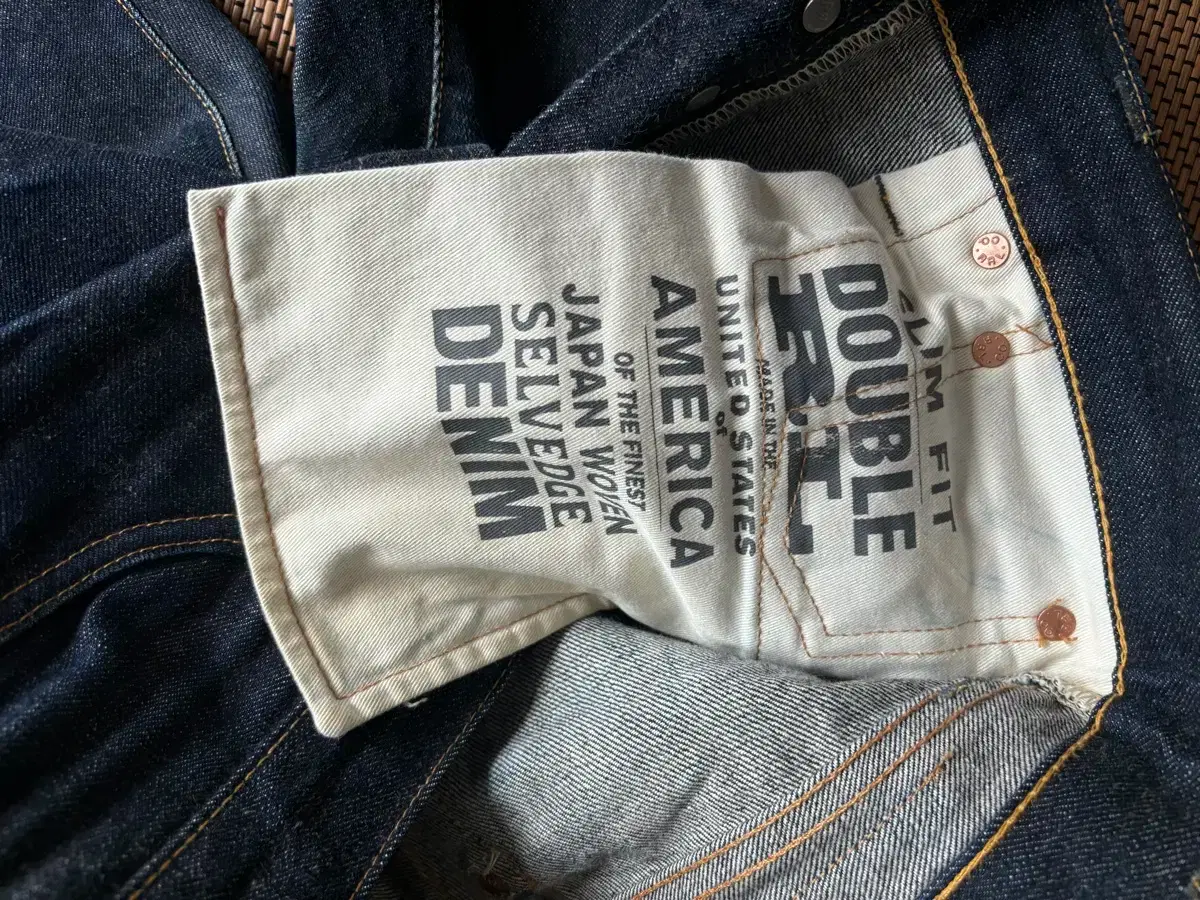 SLIM FIT
DOUBLE
RL
MADE IN THE
UNITED STATES
OF
AMERICA
OF THE FINEST
JAPAN WOVEN
SELVEDGE
DENIM